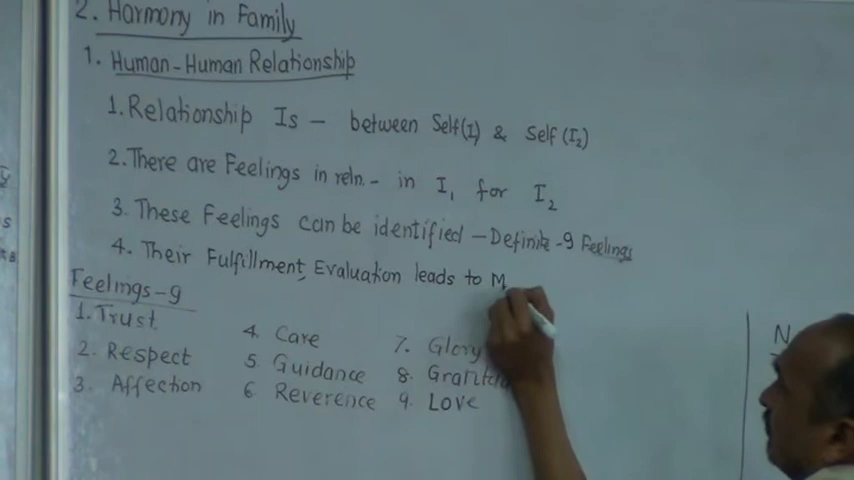 2. Harmony in Family
1. Human-Human Relationship
1. Relationship Is - between Self(I₁) & Self (I₂)
2. There are Feelings in reln. - in I₁ for I₂
3. These Feelings can be identified - Definite - 9 Feelings
4. Their Fulfillment, Evaluation leads to M
Feelings-9
1. Trust
2. Respect
3. Affection
4. Care
5. Guidance
6. Reverence
7. Glory
8.
9. Love
N